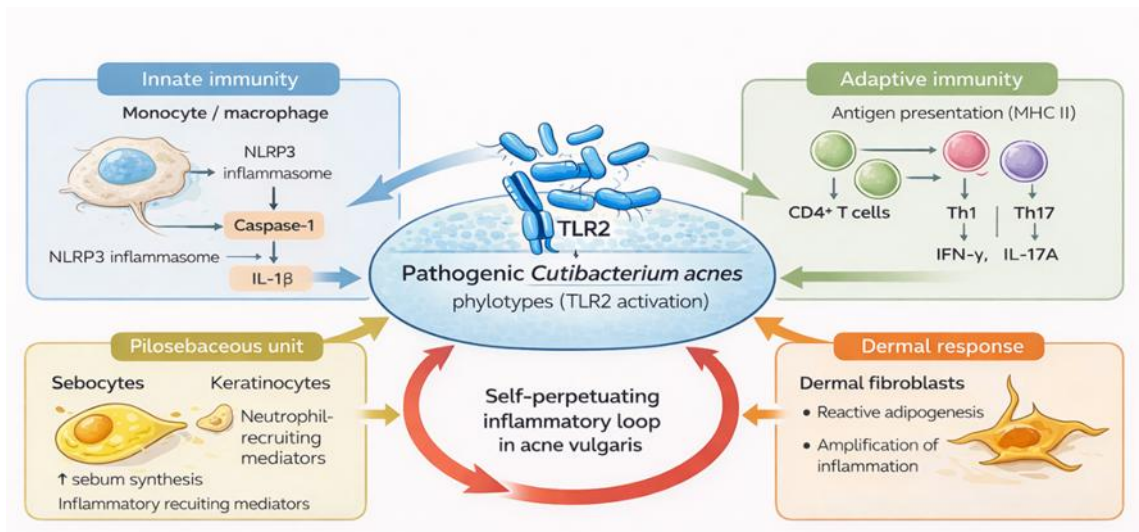 Innate immunity
Monocyte / macrophage
NLRP3
inflammasome
Caspase-1
NLRP3 inflammasome
IL-1β
TLR2
Pathogenic Cutibacterium acnes
phylotypes (TLR2 activation)
Adaptive immunity
Antigen presentation (MHC II)
CD4+ T cells
Th1
Th17
IFN-γ,
IL-17A
Pilosebaceous unit
Sebocytes
Keratinocytes
Neutrophil-
recruiting
mediators
↑ sebum synthesis
Inflammatory recuiting mediators
Self-perpetuating
inflammatory loop
in acne vulgaris
Dermal response
Dermal fibroblasts
• Reactive adipogenesis
• Amplification of
inflammation